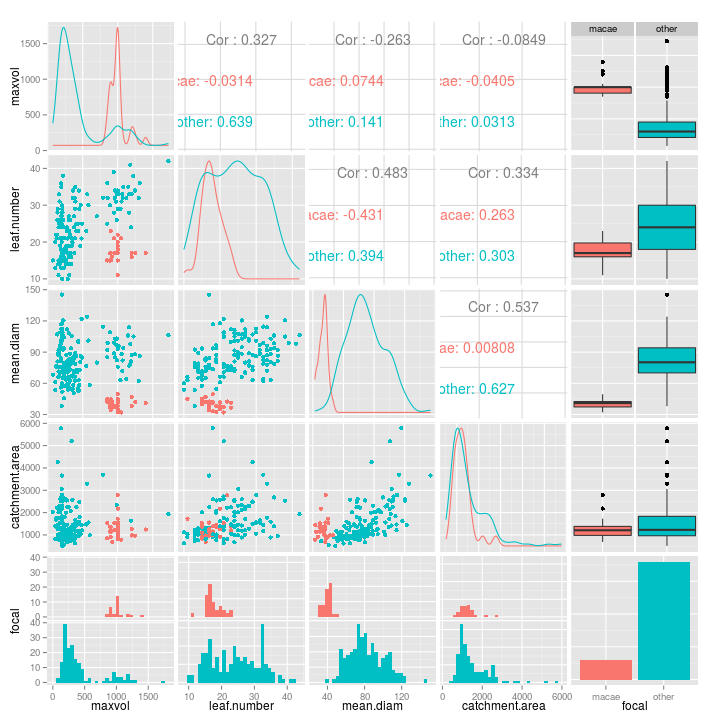 macae other
maxvol
1500
1000
500
0
Cor : 0.327
cae: -0.0314
other: 0.639
Cor : -0.263
cae: 0.0744
other: 0.141
Cor : -0.0849
cae: -0.0405
other: 0.0313
leaf.number
40
30
20
10
Cor : 0.483
acae: -0.431
other: 0.394
Cor : 0.334
acae: 0.263
other: 0.303
mean.diam
150
120
90
60
30
Cor : 0.537
cae: 0.00808
other: 0.627
catchment.area
6000
5000
4000
3000
2000
1000
focal
40
30
20
10
0
40
30
20
10
0
0 500 1000 1500
10 20 30 40
40 80 120
0 2000 4000 6000
macae other
maxvol leaf.number mean.diam catchment.area focal